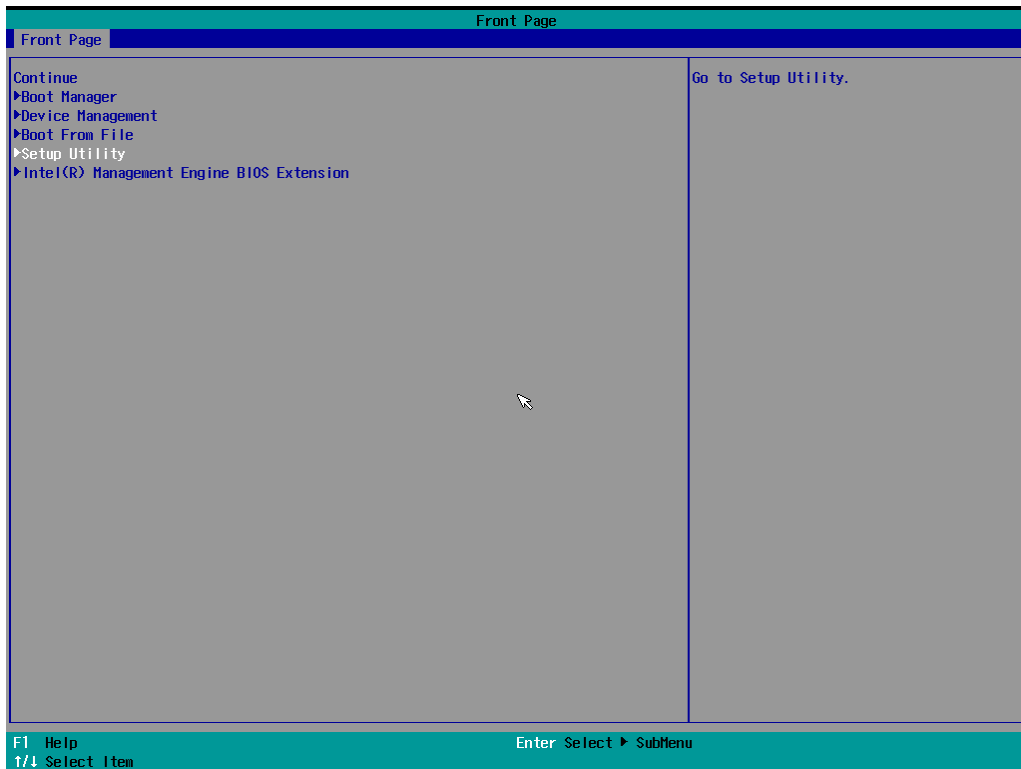 Front Page
Front Page
Continue
Boot Manager
Device Management
Boot From File
Setup Utility
Intel(R) Management Engine BIOS Extension
Go to Setup Utility.
F1 Help
Enter Select ▶ SubMenu
↑/↓ Select Item